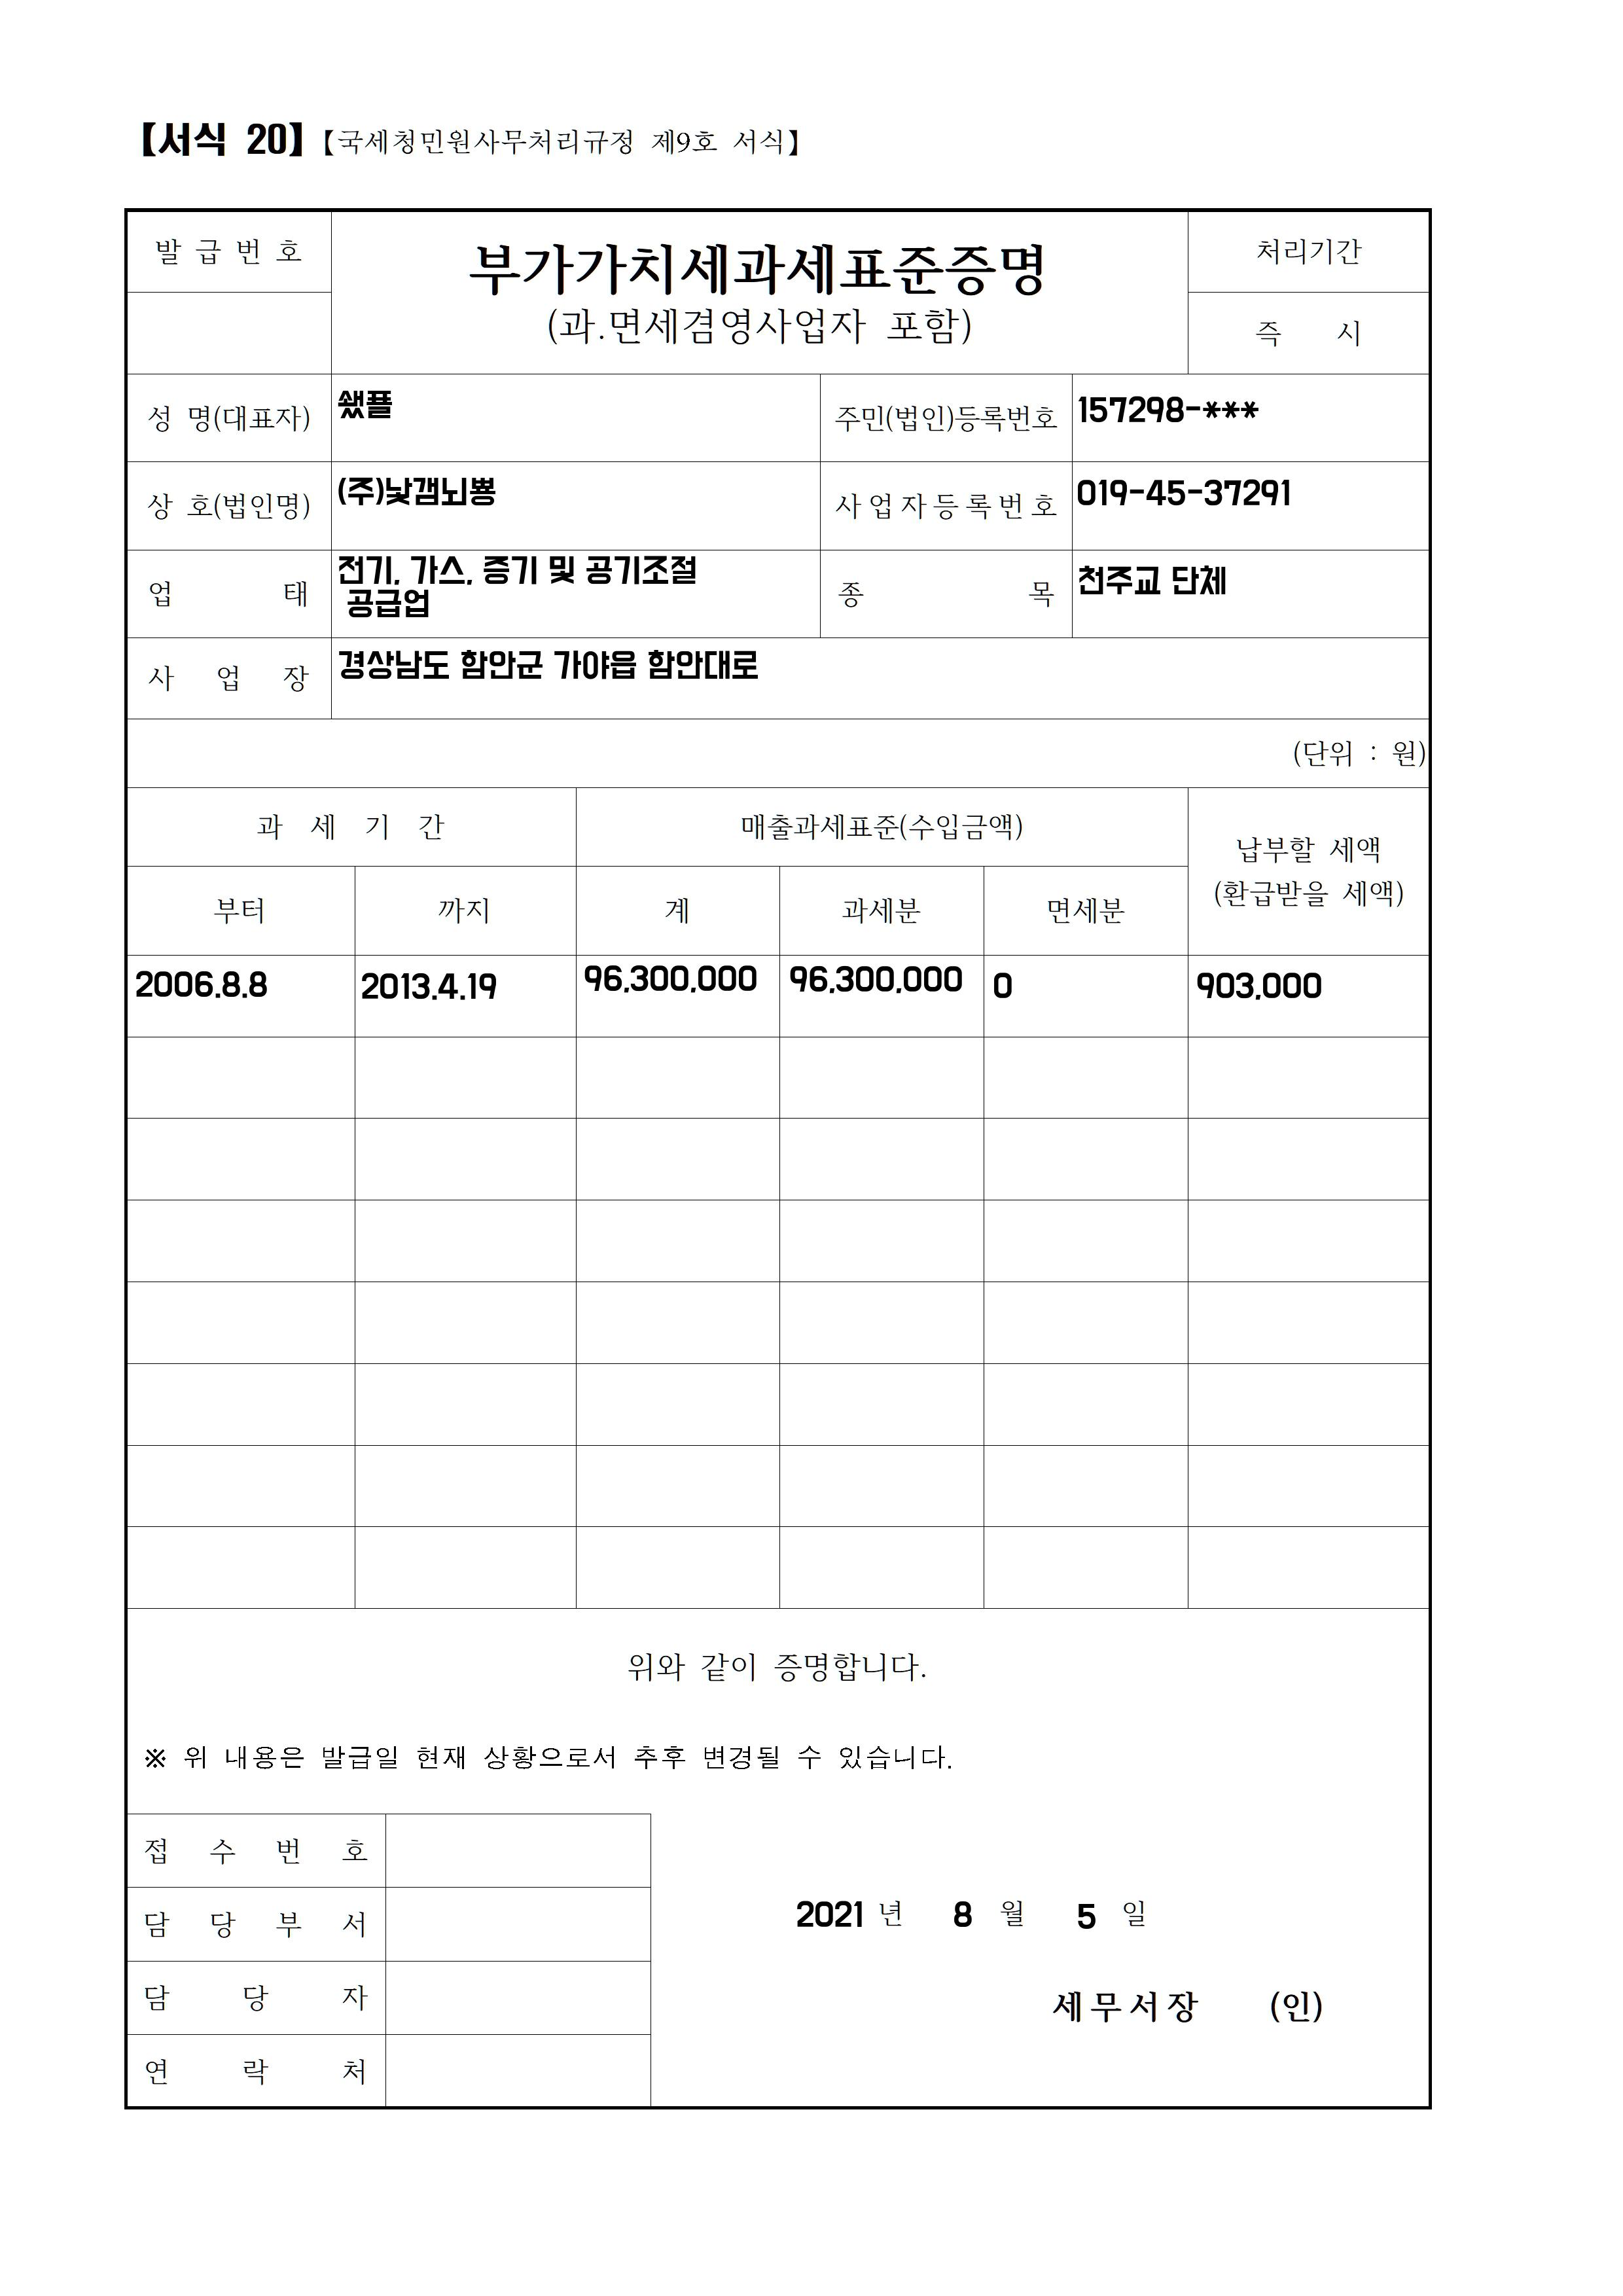 【서식 20】【국세청민원사무처리규정 제9호 서식】
발 급 번 호
부가가치세과세표준증명
(과.면세겸영사업자 포함)
처리기간
즉 시
성 명(대표자) 쌨플 주민(법인)등록번호 157298-***
상 호(법인명) (주)낯갬뇌뿅 사업자등록번호 019-45-37291
업 태 전기, 가스, 증기 및 공기조절
공급업
종 목 천주교 단체
사 업 장 경상남도 함안군 가야읍 함안대로
(단위 : 원)
과 세 기 간 매출과세표준(수입금액) 납부할 세액
(환급받을 세액)
부터 까지 계 과세분 면세분
2006.8.8 2013.4.19 96,300,000 96,300,000 0 903,000
위와 같이 증명합니다.
※ 위 내용은 발급일 현재 상황으로서 추후 변경될 수 있습니다.
접 수 번 호
담 당 부 서
담 당 자
연 락 처
2021 년 8 월 5 일
세무서장 (인)